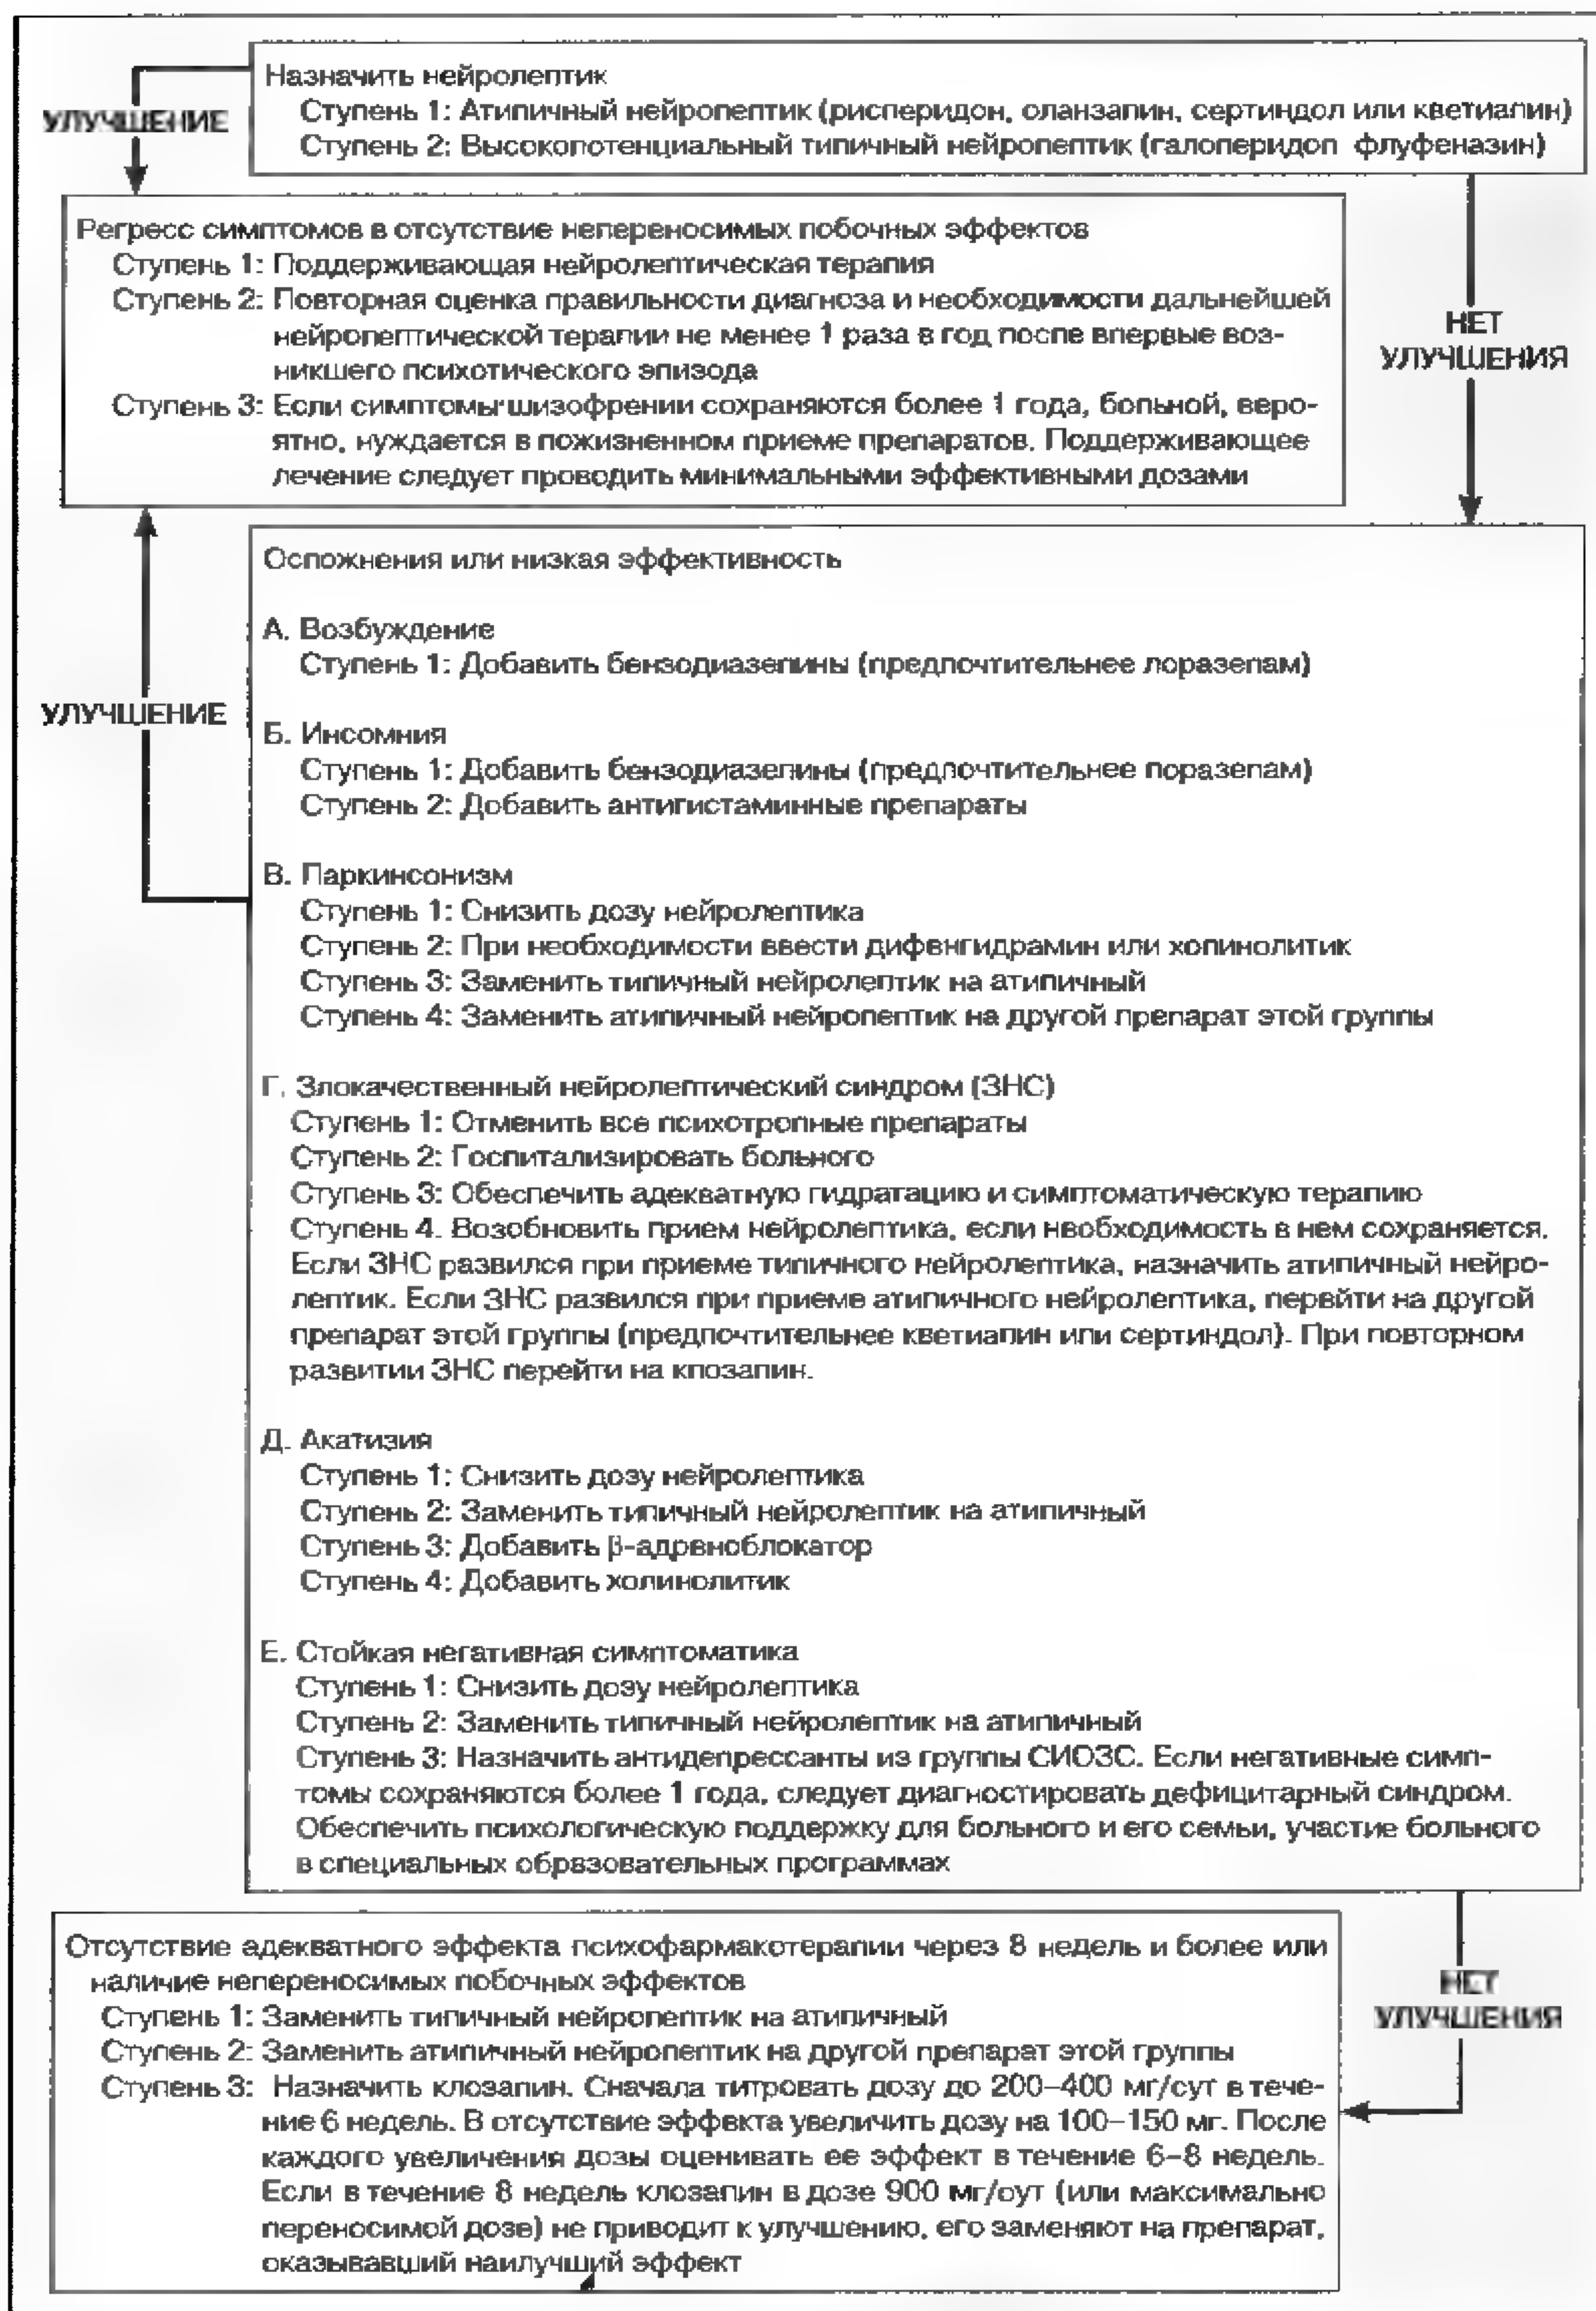 Назначить нейролептик
Ступень 1: Атипичный нейропептик (рисперидон, оланзапин, сертиндол или кветиапин)
Ступень 2: Высокопотенциальный типичный нейропептик (галоперидоп флуфеназин)
УЛУЧШЕНИЕ
Регресс симптомов в отсутствие непереносимых побочных эффектов
Ступень 1: Поддерживающая нейролептическая терапия
Ступень 2: Повторная оценка правильности диагноза и необходимости дальнейшей
нейропептической терапии не менее 1 раза в год после впервые воз-
никшего психотического эпизода
Ступень 3: Если симптомы шизофрении сохраняются более 1 года, больной, веро-
ятно, нуждается в пожизненном приеме препаратов. Поддерживающее
лечение следует проводить минимальными эффективными дозами
НЕТ
УЛУЧШЕНИЯ
Оспожнения или низкая эффективность
А. Возбуждение
Ступень 1: Добавить бензодиазепины (предпочтительнее лоразепам)
УЛУЧШЕНИЕ
Б. Инсомния
Ступень 1: Добавить бензодиазепины (предпочтительнее поразепам)
Ступень 2: Добавить антигистаминные препараты
В. Паркинсонизм
Ступень 1: Снизить дозу нейролептика
Ступень 2: При необходимости ввести дифенгидрамин или хопинолитик
Ступень 3: Заменить типичный нейролептик на атипичный
Ступень 4: Заменить атипичный нейропептик на другой препарат этой группы
Г. Злокачественный нейролептический синдром (ЗНС)
Ступень 1: Отменить все психотропные препараты
Ступень 2: Госпитализировать больного
Ступень 3: Обеспечить адекватную гидратацию и симптоматическую терапию
Ступень 4. Возобновить прием нейролептика, если необходимость в нем сохраняется.
Если ЗНС развился при приеме типичного нейролептика, назначить атипичный нейро-
лептик. Если ЗНС развился при приеме атипичного нейролептика, перейти на другой
препарат этой группы (предпочтительнее кветиапин или сертиндол). При повторном
развитии ЗНС перейти на кпозапин.
Д. Акатизия
Ступень 1: Снизить дозу нейролептика
Ступень 2: Заменить типичный нейролептик на атипичный
Ступень 3: Добавить β-адреноблокатор
Ступень 4: Добавить холинолитик
Е. Стойкая негативная симптоматика
Ступень 1: Снизить дозу нейролептика
Ступень 2: Заменить типичный нейролептик на атипичный
Ступень 3: Назначить антидепрессанты из группы СИОЗС. Если негативные симп-
томы сохраняются более 1 года, следует диагностировать дефицитарный синдром.
Обеспечить психологическую поддержку для больного и его семьи, участие больного
в специальных образовательных программах
Отсутствие адекватного эффекта психофармакотерапии через 8 недель и более или
наличие непереносимых побочных эффектов
Ступень 1: Заменить типичный нейропептик на атипичный
Ступень 2: Заменить атипичный нейропептик на другой препарат этой группы
Ступень 3: Назначить клозапин. Сначала титровать дозу до 200–400 мг/сут в тече-
ние 6 недель. В отсутствие эффекта увеличить дозу на 100–150 мг. После
каждого увеличения дозы оценивать ее эффект в течение 6–8 недель.
Если в течение 8 недель клозапин в дозе 900 мг/сут (или максимально
переносимой дозе) не приводит к улучшению, его заменяют на препарат,
оказывавший наилучший эффект
НЕТ
УЛУЧШЕНИЯ